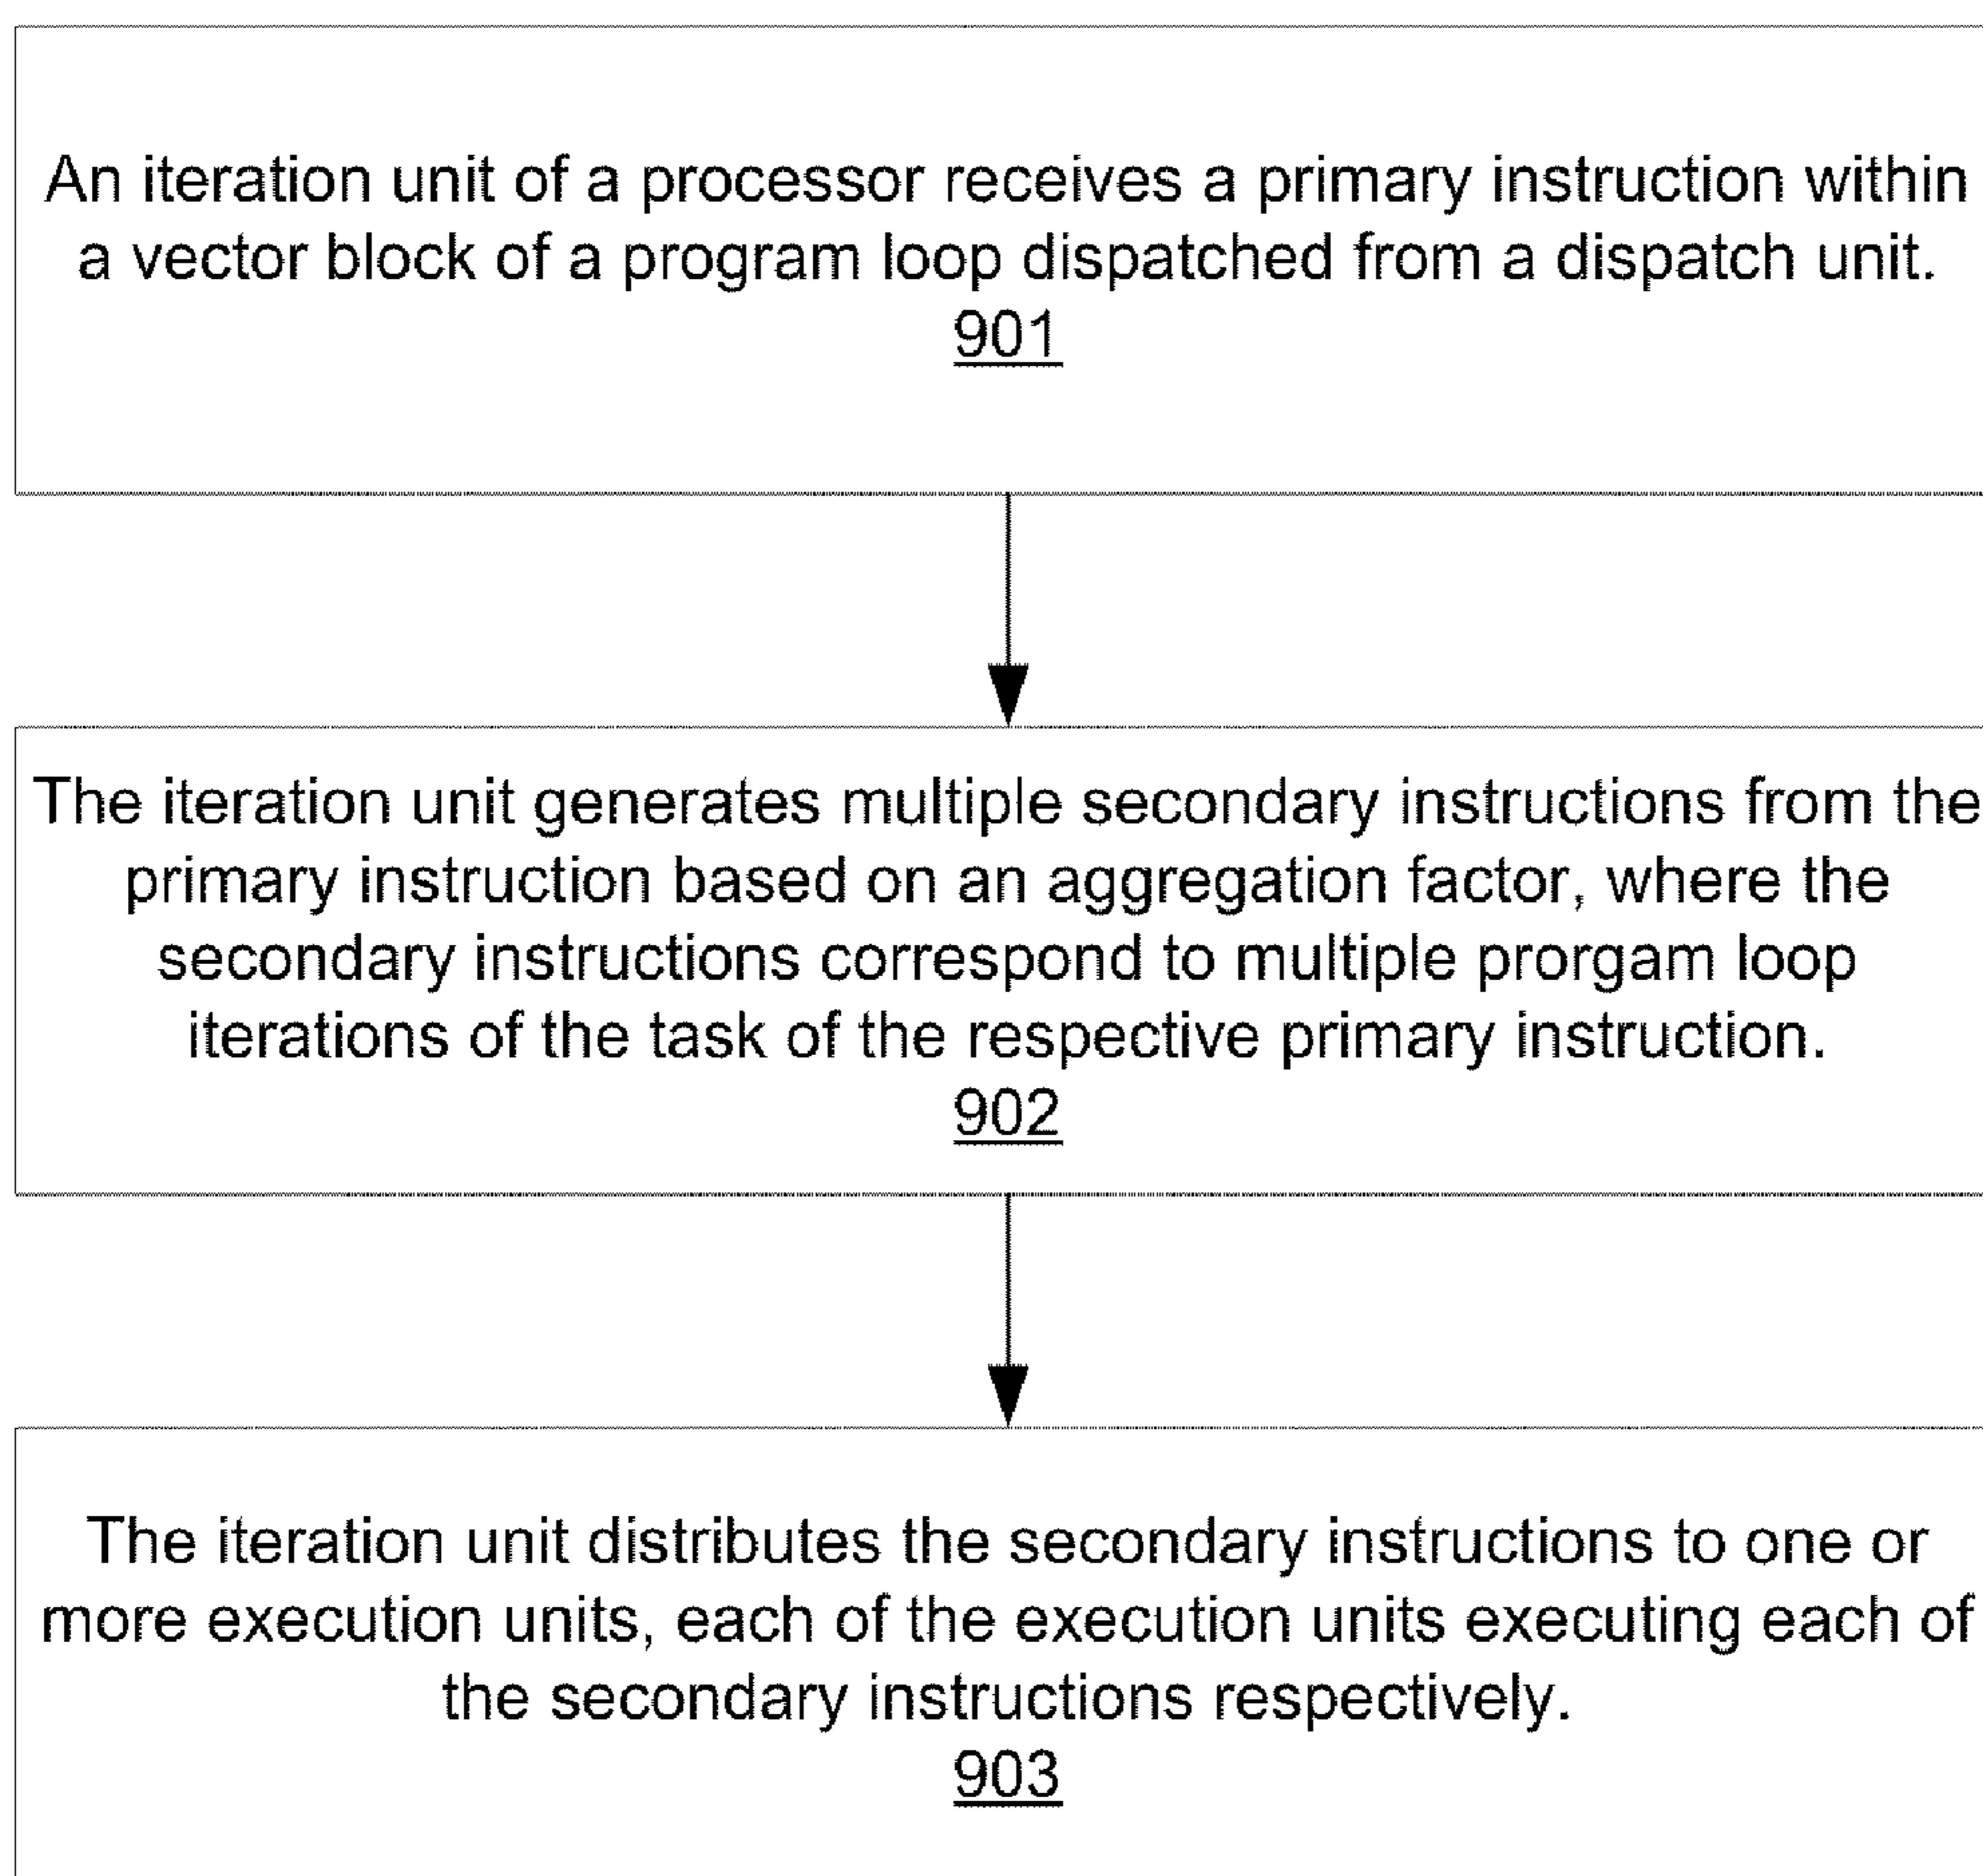 An iteration unit of a processor receives a primary instruction within
a vector block of a program loop dispatched from a dispatch unit.
901
The iteration unit generates multiple secondary instructions from the
primary instruction based on an aggregation factor, where the
secondary instructions correspond to multiple prorgam loop
iterations of the task of the respective primary instruction.
902
The iteration unit distributes the secondary instructions to one or
more execution units, each of the execution units executing each of
the secondary instructions respectively.
903